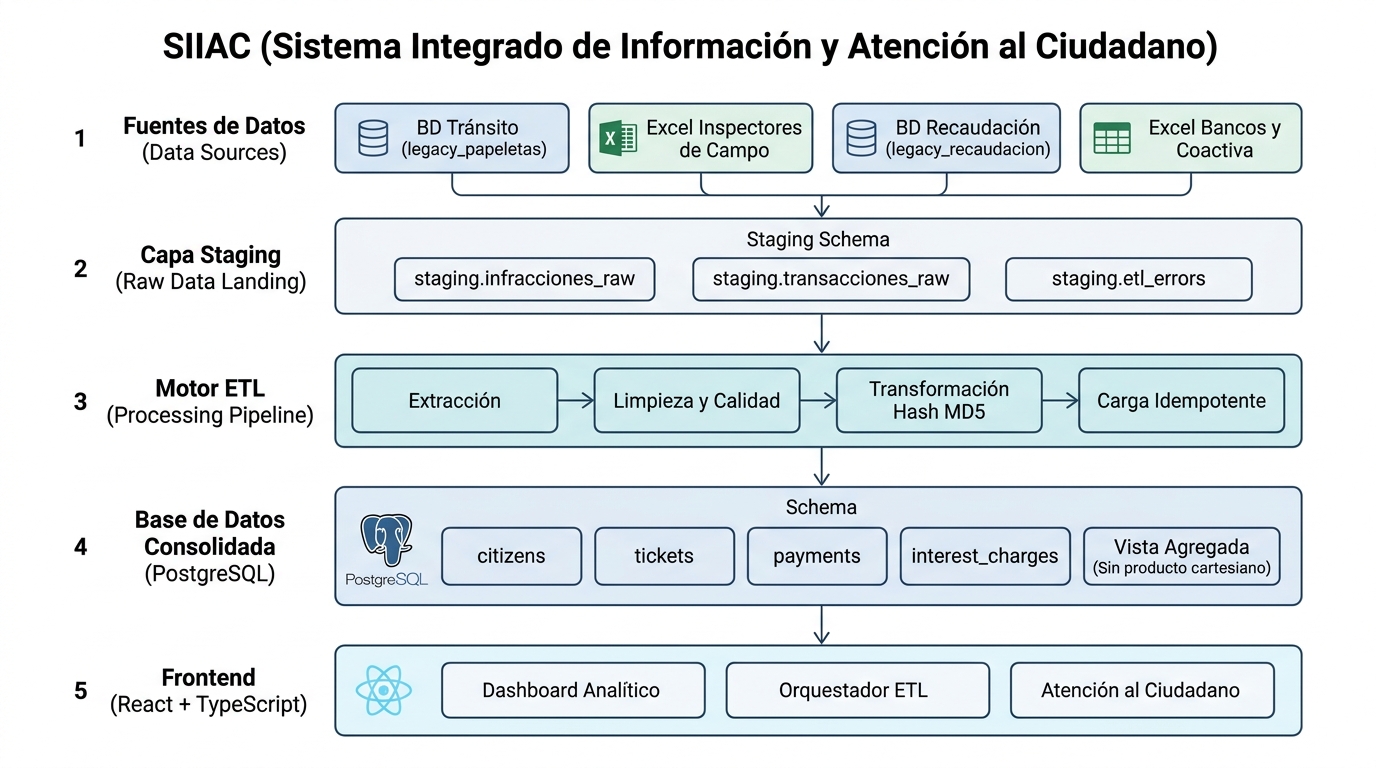 SIIAC (Sistema Integrado de Información y Atención al Ciudadano)
1
Fuentes de Datos
(Data Sources)
BD Tránsito
(legacy_papeletas)
X
Excel Inspectores
de Campo
BD Recaudación
(legacy_recaudacion)
Excel Bancos y
Coactiva
2
Capa Staging
(Raw Data Landing)
Staging Schema
staging.infracciones_raw
staging.transacciones_raw
staging.etl_errors
3
Motor ETL
(Processing Pipeline)
Extracción
Limpieza y Calidad
Transformación
Hash MD5
Carga Idempotente
4
Base de Datos
Consolidada
(PostgreSQL)
Schema
PostgreSQL
citizens
tickets
payments
interest_charges
Vista Agregada
(Sin producto cartesiano)
5
Frontend
(React + TypeScript)
Dashboard Analítico
Orquestador ETL
Atención al Ciudadano